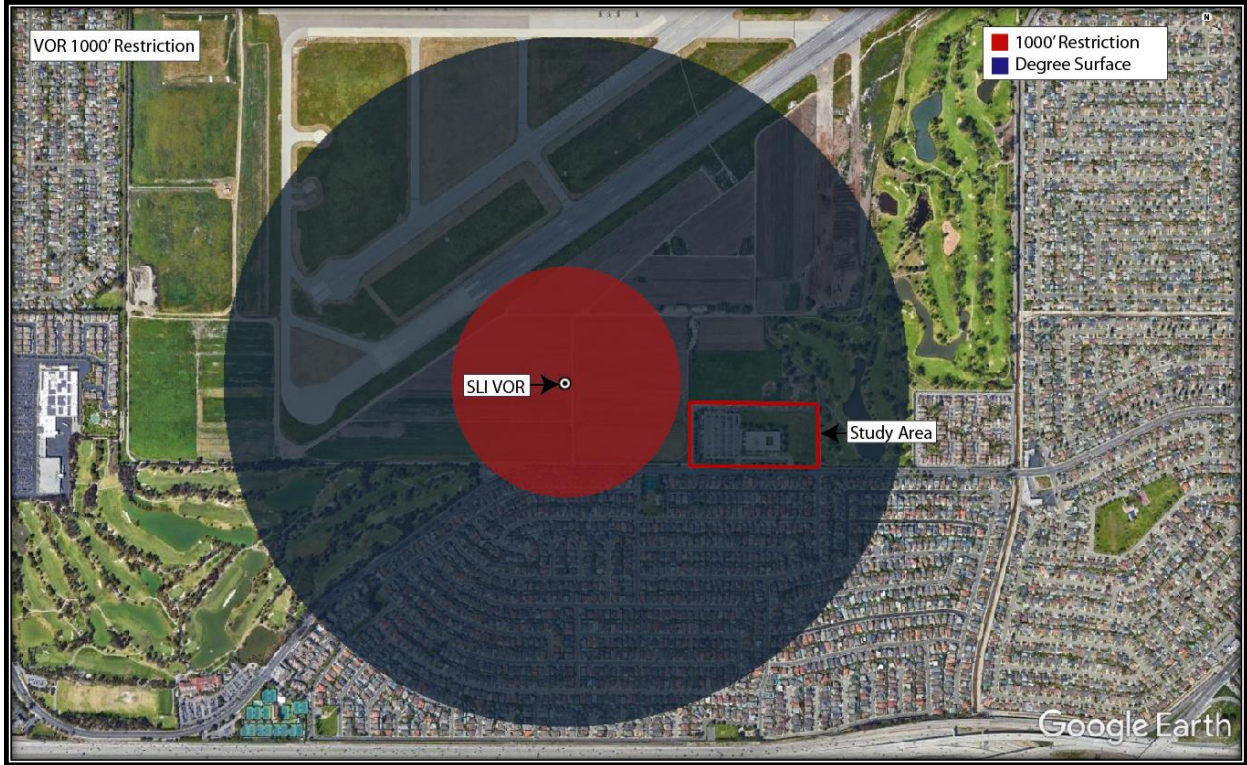 VOR 1000' Restriction
1000' Restriction
Degree Surface
N
SLI VOR
Study Area
Google Earth